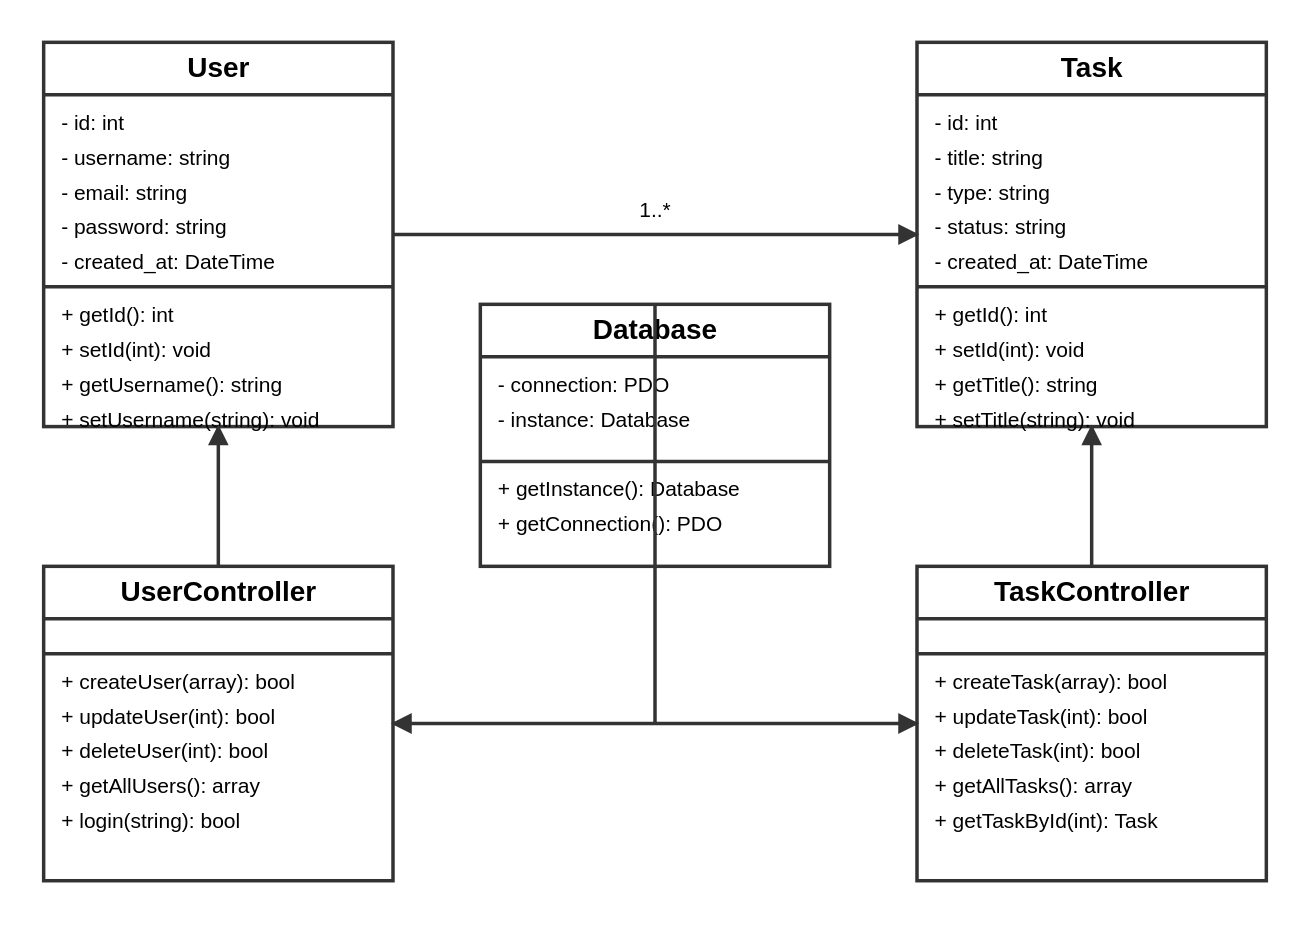 User
- id: int
- username: string
- email: string
- password: string
- created_at: DateTime
+ getId(): int
+ setId(int): void
+ getUsername(): string
+ setUsername(string): void
1..*
Task
- id: int
- title: string
- type: string
- status: string
- created_at: DateTime
+ getId(): int
+ setId(int): void
+ getTitle(): string
+ setTitle(string): void
Database
- connection: PDO
- instance: Database
+ getInstance(): Database
+ getConnection(): PDO
UserController
+ createUser(array): bool
+ updateUser(int): bool
+ deleteUser(int): bool
+ getAllUsers(): array
+ login(string): bool
TaskController
+ createTask(array): bool
+ updateTask(int): bool
+ deleteTask(int): bool
+ getAllTasks(): array
+ getTaskById(int): Task